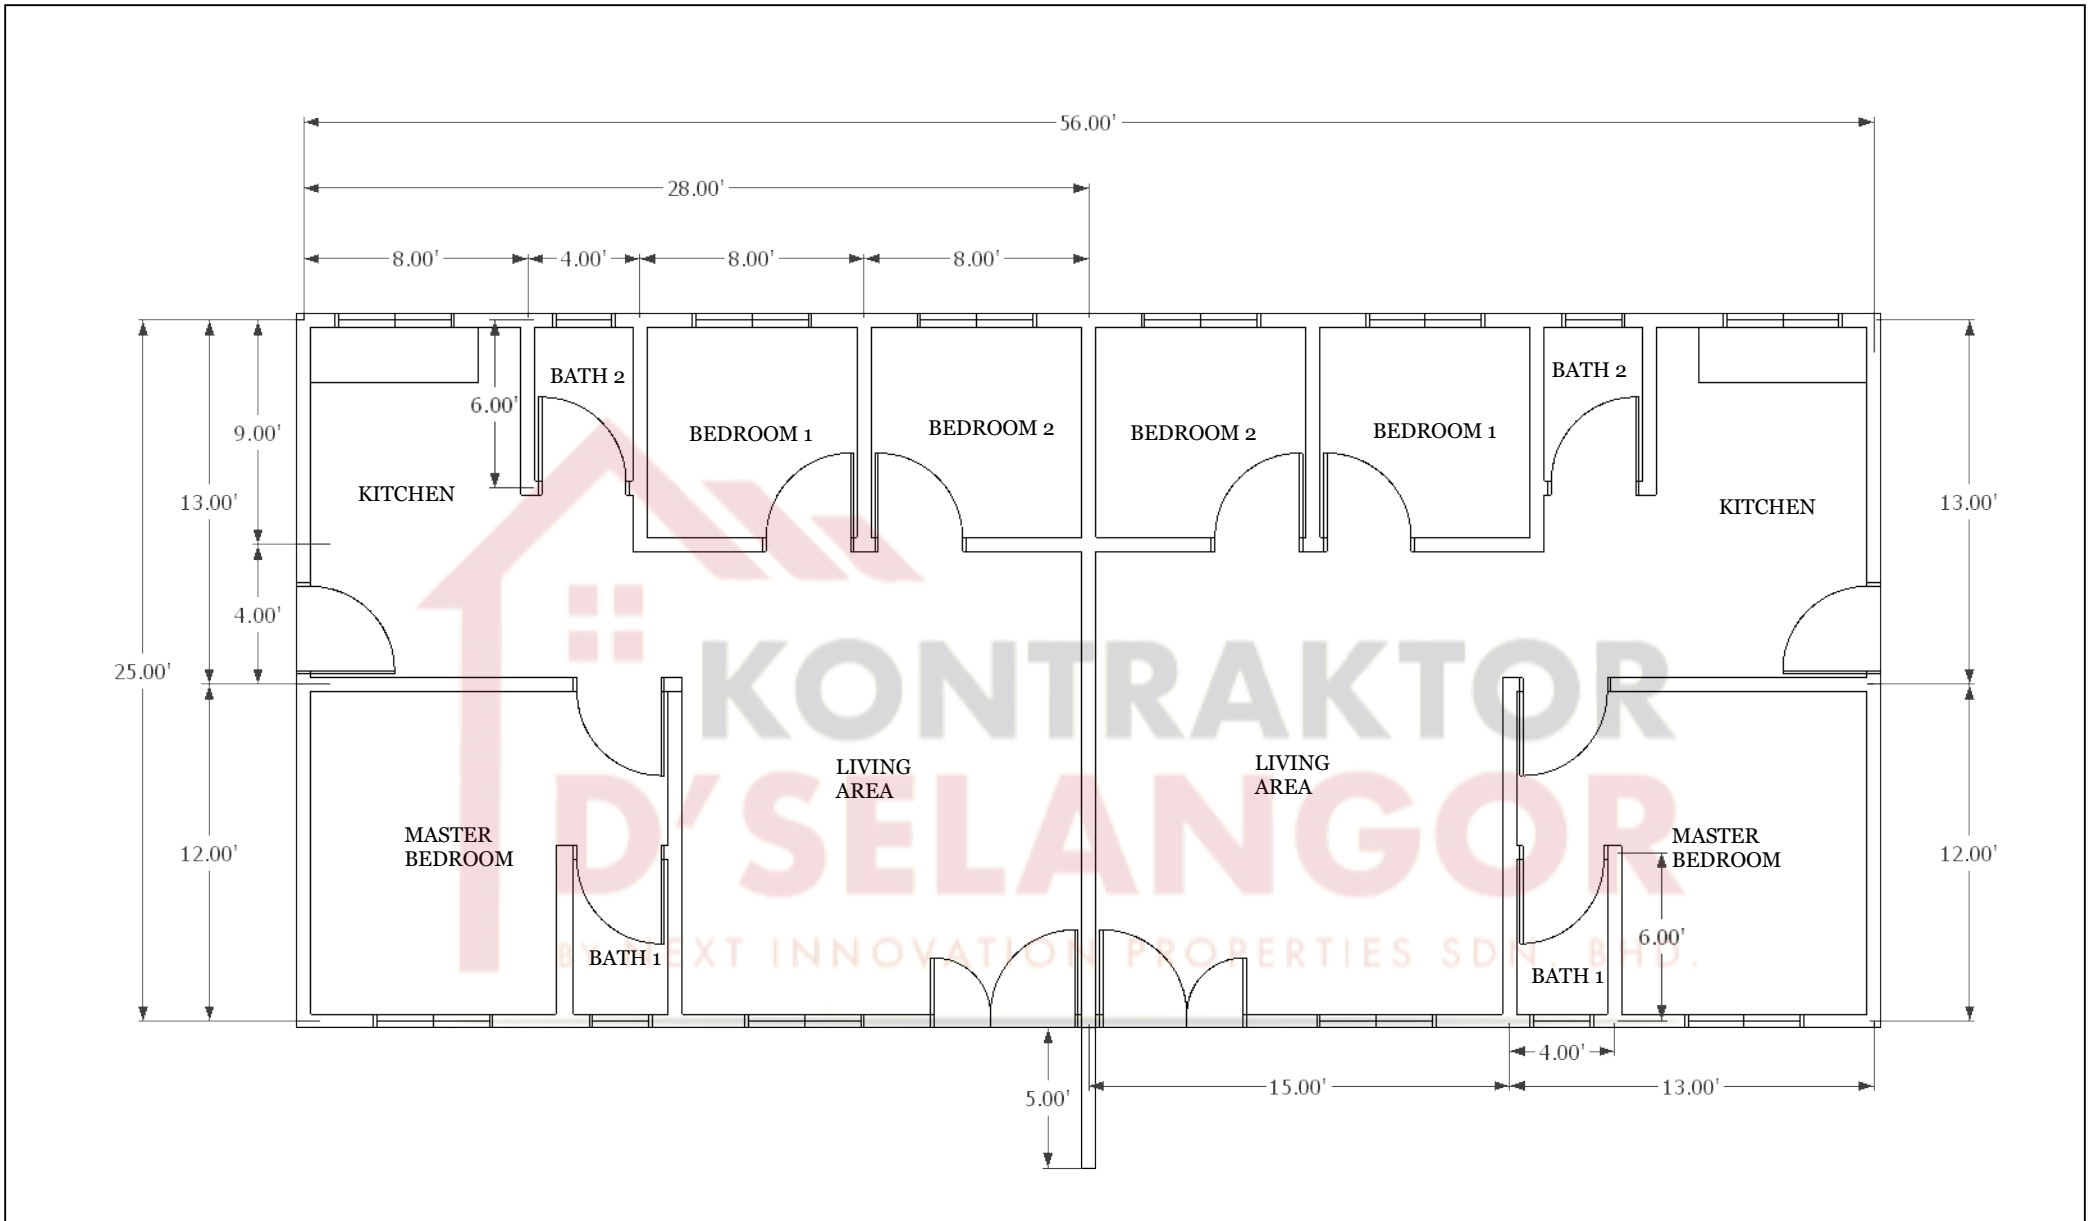 56.00'
28.00'
8.00'
4.00'
8.00'
8.00'
BATH 2
BATH 2
6.00'
9.00'
BEDROOM 1
BEDROOM 2
BEDROOM 2
BEDROOM 1
KITCHEN
13.00'
KITCHEN
13.00'
4.00'
25.00'
KONTRAKTOR
D'SELANGOR
BY NEXT INNOVATION PROPERTIES SDN. BHD.
LIVING
AREA
LIVING
AREA
MASTER
BEDROOM
MASTER
BEDROOM
12.00'
12.00'
6.00'
BATH 1
BATH 1
4.00'
15.00'
13.00'
5.00'